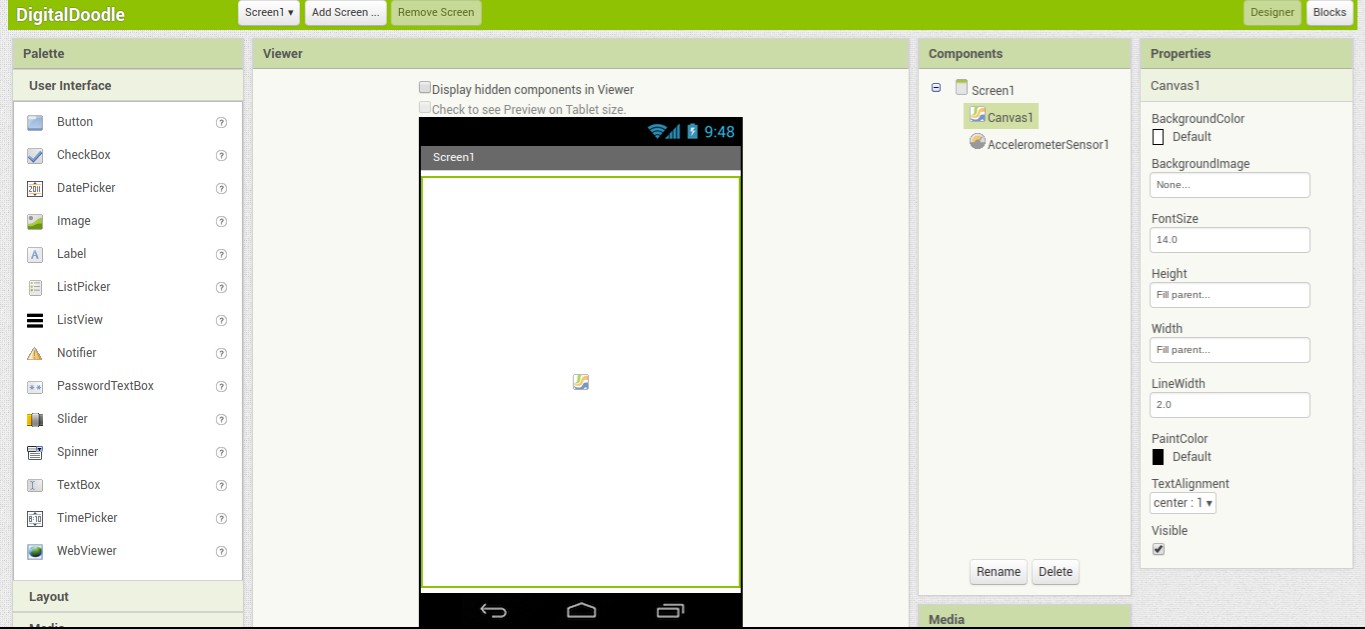 DigitalDoodle
Screen1 ▾ Add Screen ... Remove Screen
Designer Blocks
Palette
User Interface
Button ?
CheckBox ?
DatePicker ?
Image ?
Label ?
ListPicker ?
ListView ?
Notifier ?
PasswordTextBox ?
Slider ?
Spinner ?
TextBox ?
TimePicker ?
WebViewer ?
Layout
Media
Viewer
Display hidden components in Viewer
Check to see Preview on Tablet size.
9:48
Screen1
Components
Screen1
Canvas1
AccelerometerSensor1
Rename Delete
Media
Properties
Canvas1
BackgroundColor
Default
BackgroundImage
None...
FontSize
14.0
Height
Fill parent...
Width
Fill parent...
LineWidth
2.0
PaintColor
Default
TextAlignment
center : 1 ▾
Visible